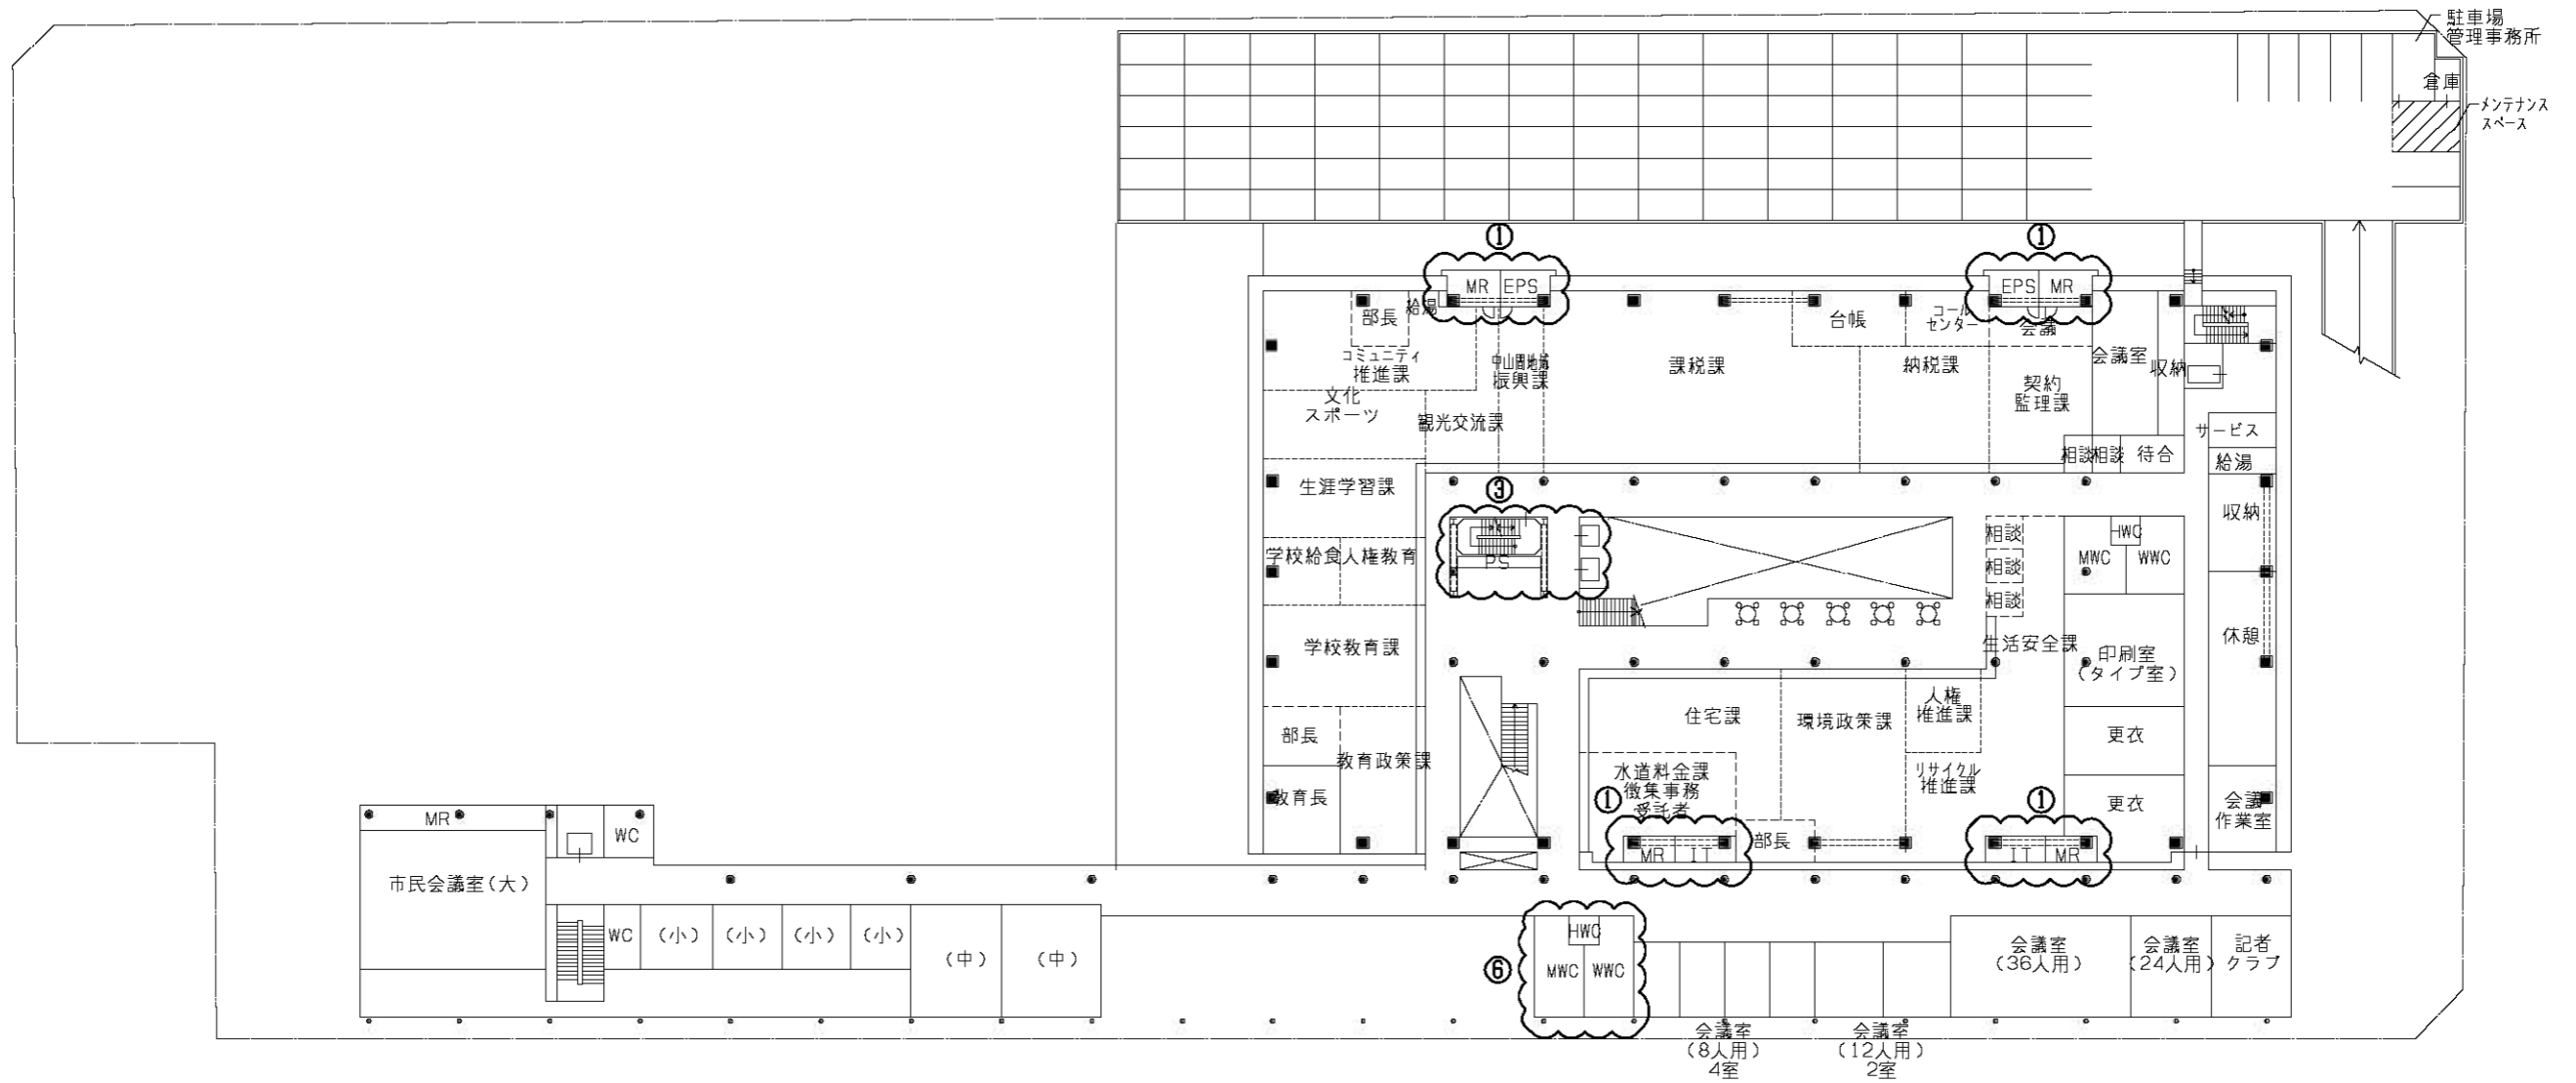 駐車場
管理事務所
倉庫
メンテナンス
スペース
①
①
MR
EPS
EPS
MR
部長
給湯
台帳
コール
センター
会議
コミュニティ
推進課
中山間地域
振興課
課税課
納税課
会議室
収納
契約
監理課
文化
スポーツ
観光交流課
サービス
相談
相談
待合
給湯
生涯学習課
③
収納
相談
HWC
MWC
WWC
学校給食
人権教育
PS
相談
相談
学校教育課
生活安全課
印刷室
(タイプ室)
休憩
住宅課
環境政策課
人権
推進課
部長
教育政策課
更衣
水道料金課
徴集事務
受託者
リサイクル
推進課
教育長
①
①
更衣
会議
作業室
MR
WC
部長
MR
IT
IT
MR
市民会議室(大)
WC
(小)
(小)
(小)
(小)
(中)
(中)
HWC
⑥
MWC
WWC
会議室
(36人用)
会議室
(24人用)
記者
クラブ
会議室
(8人用)
4室
会議室
(12人用)
2室